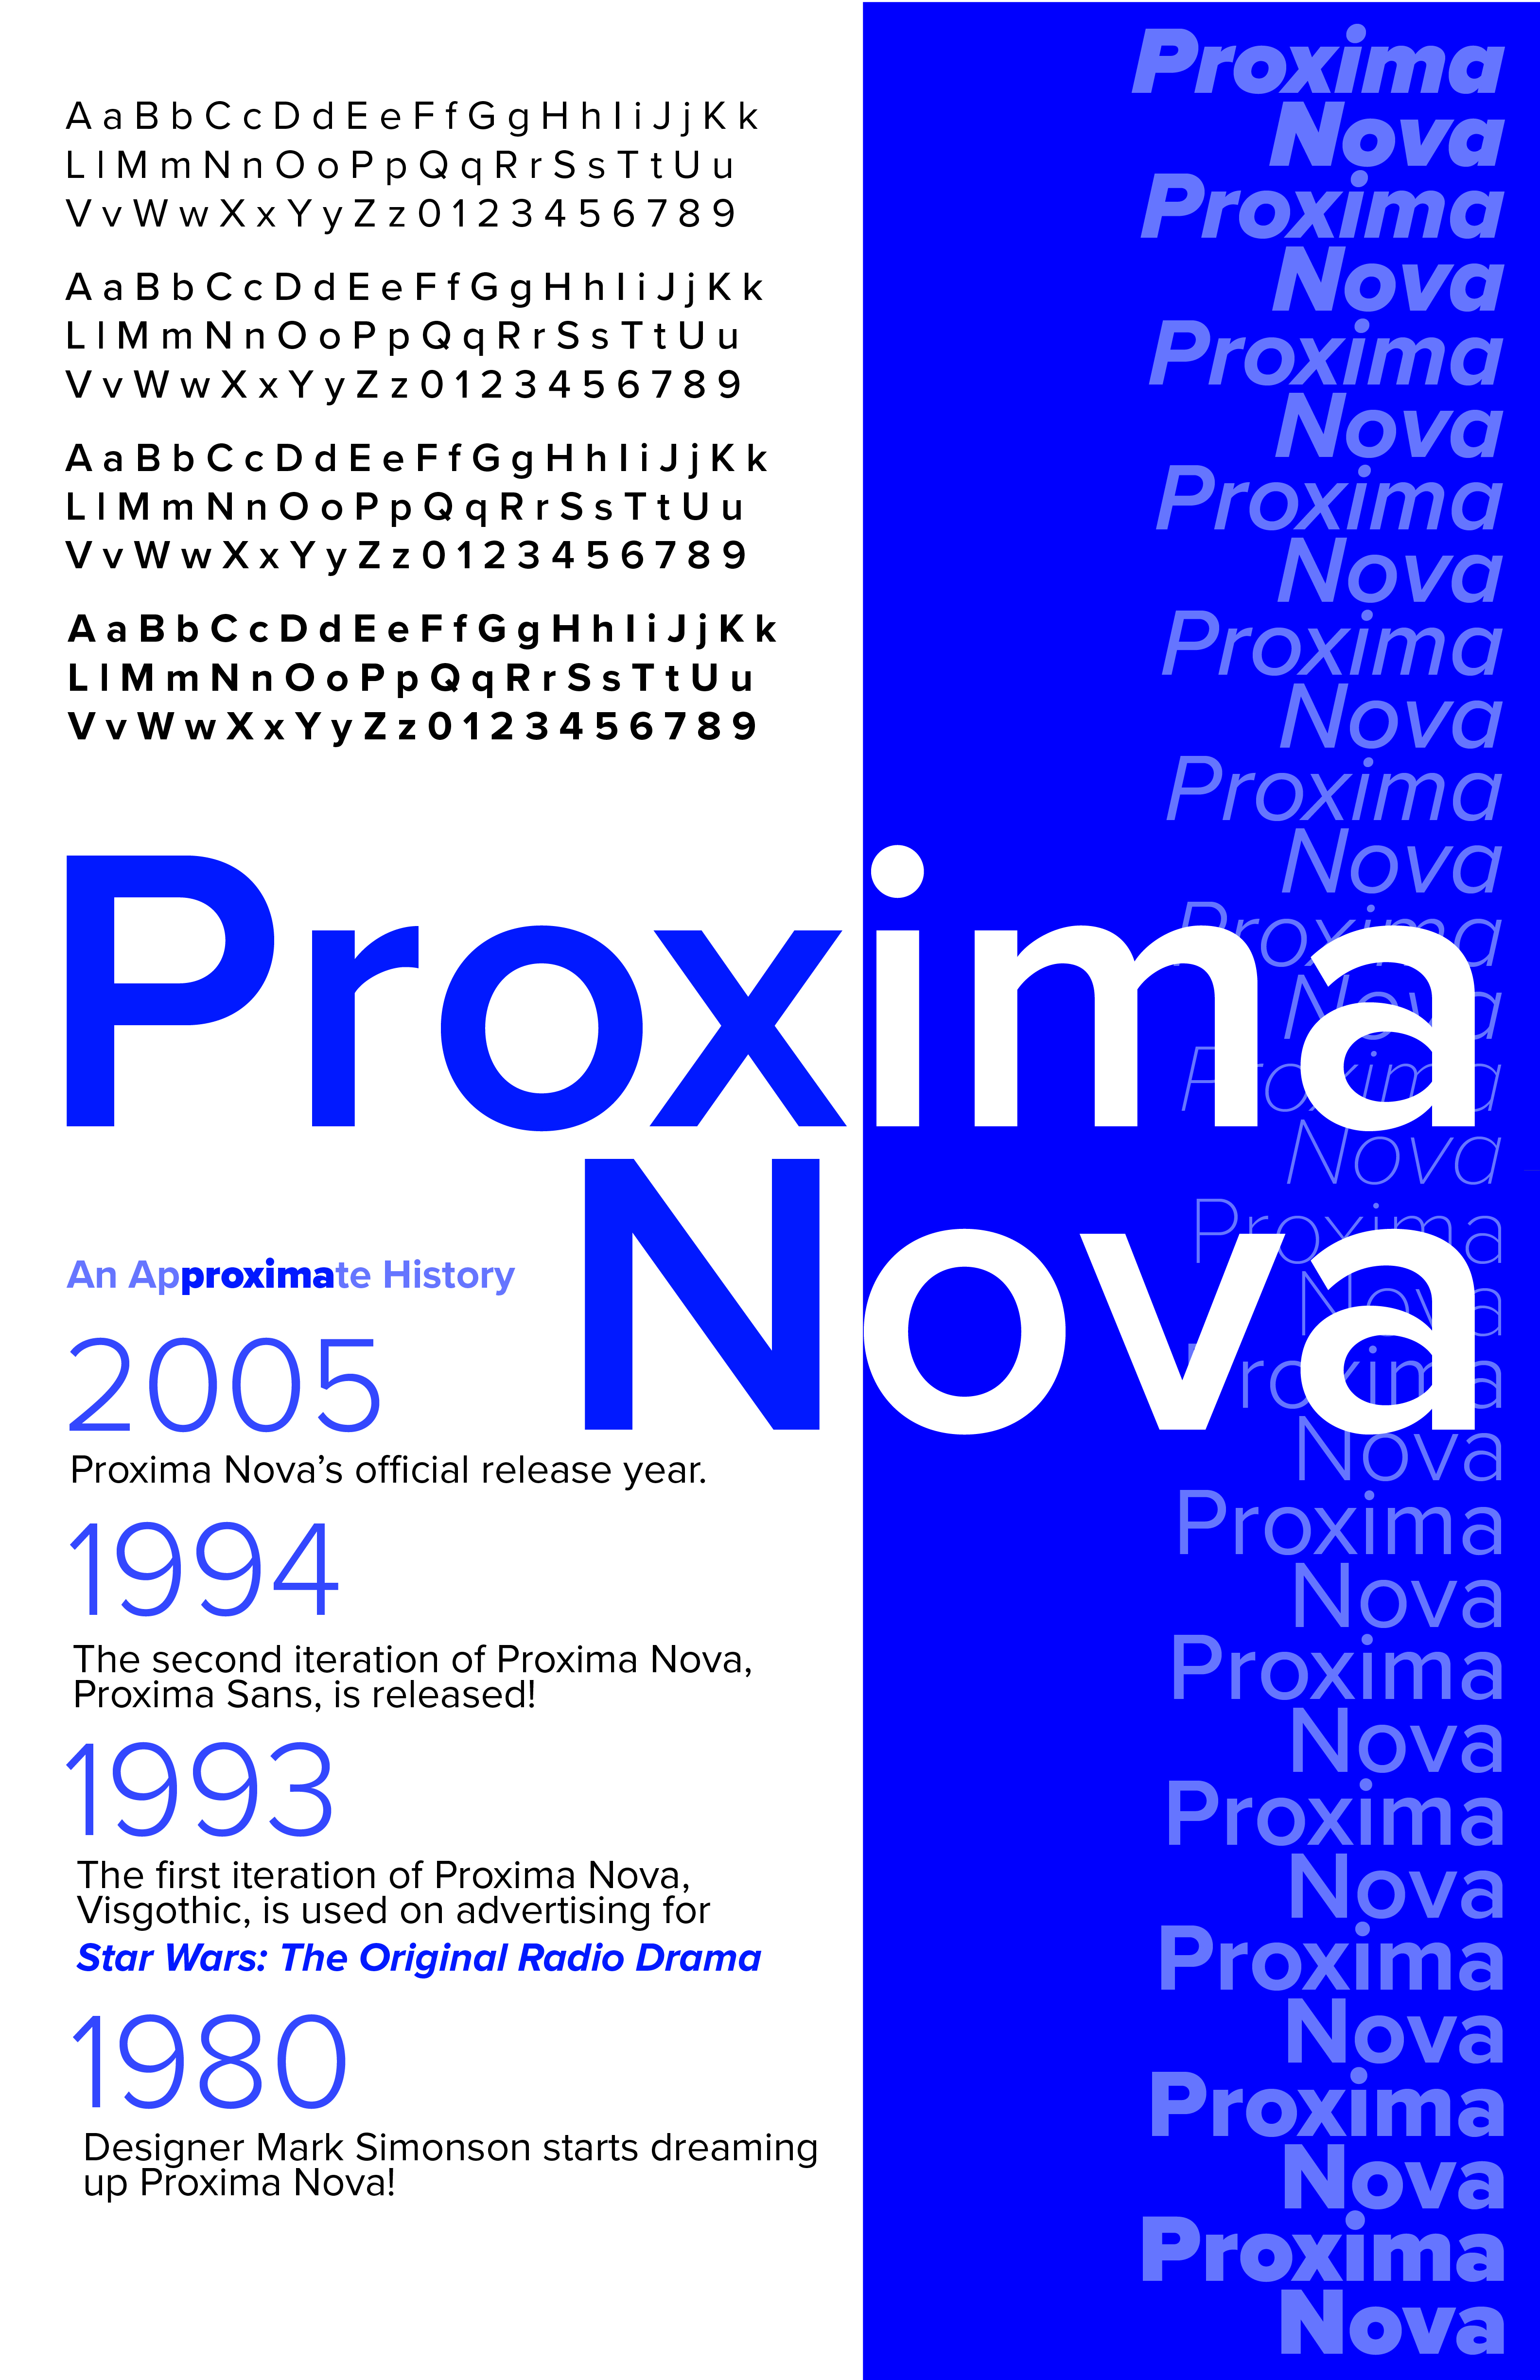 A a B b C c D d E e F f G g H h I i J j K k
L l M m N n O o P p Q q R r S s T t U u
V v W w X x Y y Z z 0 1 2 3 4 5 6 7 8 9
A a B b C c D d E e F f G g H h I i J j K k
L l M m N n O o P p Q q R r S s T t U u
V v W w X x Y y Z z 0 1 2 3 4 5 6 7 8 9
A a B b C c D d E e F f G g H h I i J j K k
L l M m N n O o P p Q q R r S s T t U u
V v W w X x Y y Z z 0 1 2 3 4 5 6 7 8 9
A a B b C c D d E e F f G g H h I i J j K k
L l M m N n O o P p Q q R r S s T t U u
V v W w X x Y y Z z 0 1 2 3 4 5 6 7 8 9
Proxima
Nova
An Approximate History
2005
Proxima Nova’s official release year.
1994
The second iteration of Proxima Nova,
Proxima Sans, is released!
1993
The first iteration of Proxima Nova,
Visgothic, is used on advertising for
Star Wars: The Original Radio Drama
1980
Designer Mark Simonson starts dreaming
up Proxima Nova!
Proxima
Nova
Proxima
Nova
Proxima
Nova
Proxima
Nova
Proxima
Nova
Proxima
Nova
Proxima
Nova
Proxima
Nova
Proxima
Nova
Proxima
Nova
Proxima
Nova
Proxima
Nova
Proxima
Nova
Proxima
Nova
Proxima
Nova
Proxima
Nova